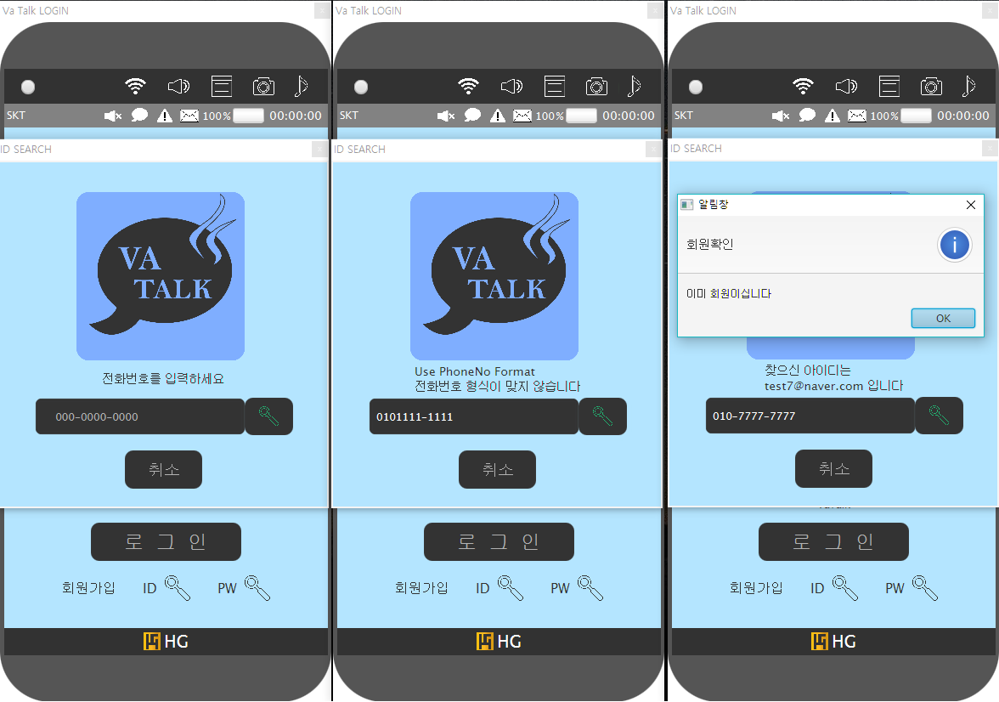 Va Talk LOGIN
SKT 100% 00:00:00
ID SEARCH
VA
TALK
전화번호를 입력하세요
000-0000-0000
취소
로 그 인
회원가입 ID PW
HG
Va Talk LOGIN
SKT 100% 00:00:00
ID SEARCH
VA
TALK
Use PhoneNo Format
전화번호 형식이 맞지 않습니다
0101111-1111
취소
로 그 인
회원가입 ID PW
HG
Va Talk LOGIN
SKT 100% 00:00:00
ID SEARCH
알림창
회원확인
이미 회원이십니다
OK
찾으신 아이디는
test7@naver.com 입니다
010-7777-7777
취소
로 그 인
회원가입 ID PW
HG